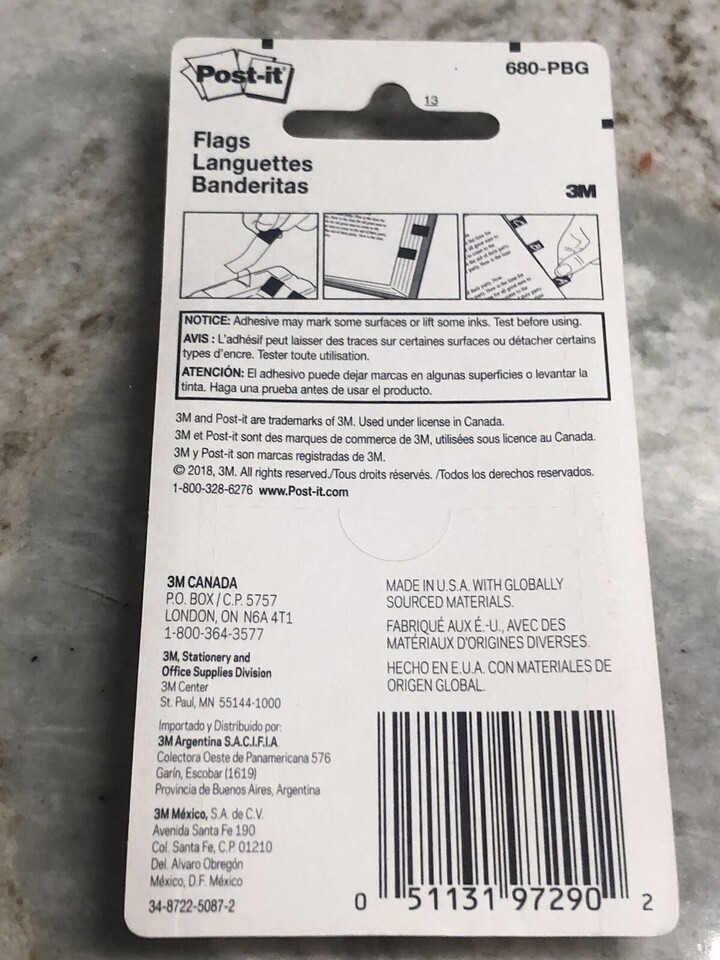 Post-it
680-PBG
13
Flags
Languettes
Banderitas
3M
NOTICE: Adhesive may mark some surfaces or lift some inks. Test before using.
AVIS : L'adhésif peut laisser des traces sur certaines surfaces ou détacher certains
types d'encre. Tester toute utilisation.
ATENCIÓN: El adhesivo puede dejar marcas en algunas superficies o levantar la
tinta. Haga una prueba antes de usar el producto.
3M and Post-it are trademarks of 3M. Used under license in Canada.
3M et Post-it sont des marques de commerce de 3M, utilisées sous licence au Canada.
3M y Post-it son marcas registradas de 3M.
© 2018, 3M. All rights reserved./Tous droits réservés. /Todos los derechos reservados.
1-800-328-6276 www.Post-it.com
3M CANADA
P.O. BOX / C.P. 5757
LONDON, ON N6A 4T1
1-800-364-3577
3M, Stationery and
Office Supplies Division
3M Center
St. Paul, MN 55144-1000
Importado y Distribuido por:
3M Argentina S.A.C.I.F.I.A
Colectora Oeste de Panamericana 576
Garín, Escobar (1619)
Provincia de Buenos Aires, Argentina
3M México, S.A. de C.V.
Avenida Santa Fe 190
Col. Santa Fe, C.P. 01210
Del. Alvaro Obregón
México, D.F. México
34-8722-5087-2
MADE IN U.S.A. WITH GLOBALLY
SOURCED MATERIALS.
FABRIQUÉ AUX É.-U., AVEC DES
MATÉRIAUX D'ORIGINES DIVERSES.
HECHO EN E.U.A. CON MATERIALES DE
ORIGEN GLOBAL.
0 51131 97290 2